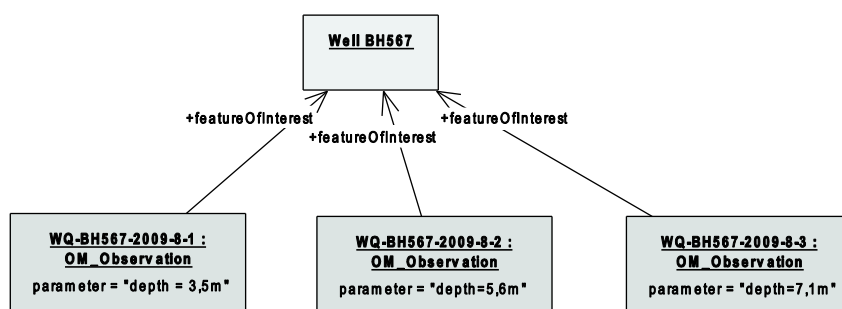 Well BH567
+featureOfInterest
+featureOfInterest
+featureOfInterest
WQ-BH567-2009-8-1 :
OM_Observation
parameter = "depth = 3,5m"
WQ-BH567-2009-8-2 :
OM_Observation
parameter = "depth=5,6m"
WQ-BH567-2009-8-3 :
OM_Observation
parameter = "depth=7,1m"